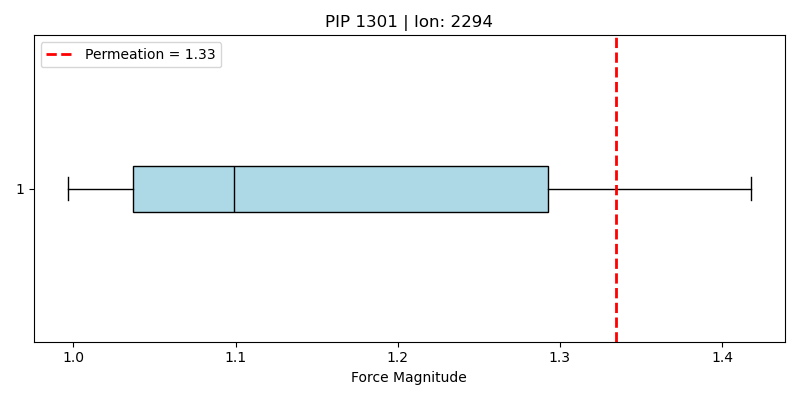 PIP 1301 | Ion: 2294
Permeation = 1.33
1
1.0 1.1 1.2 1.3 1.4
Force Magnitude